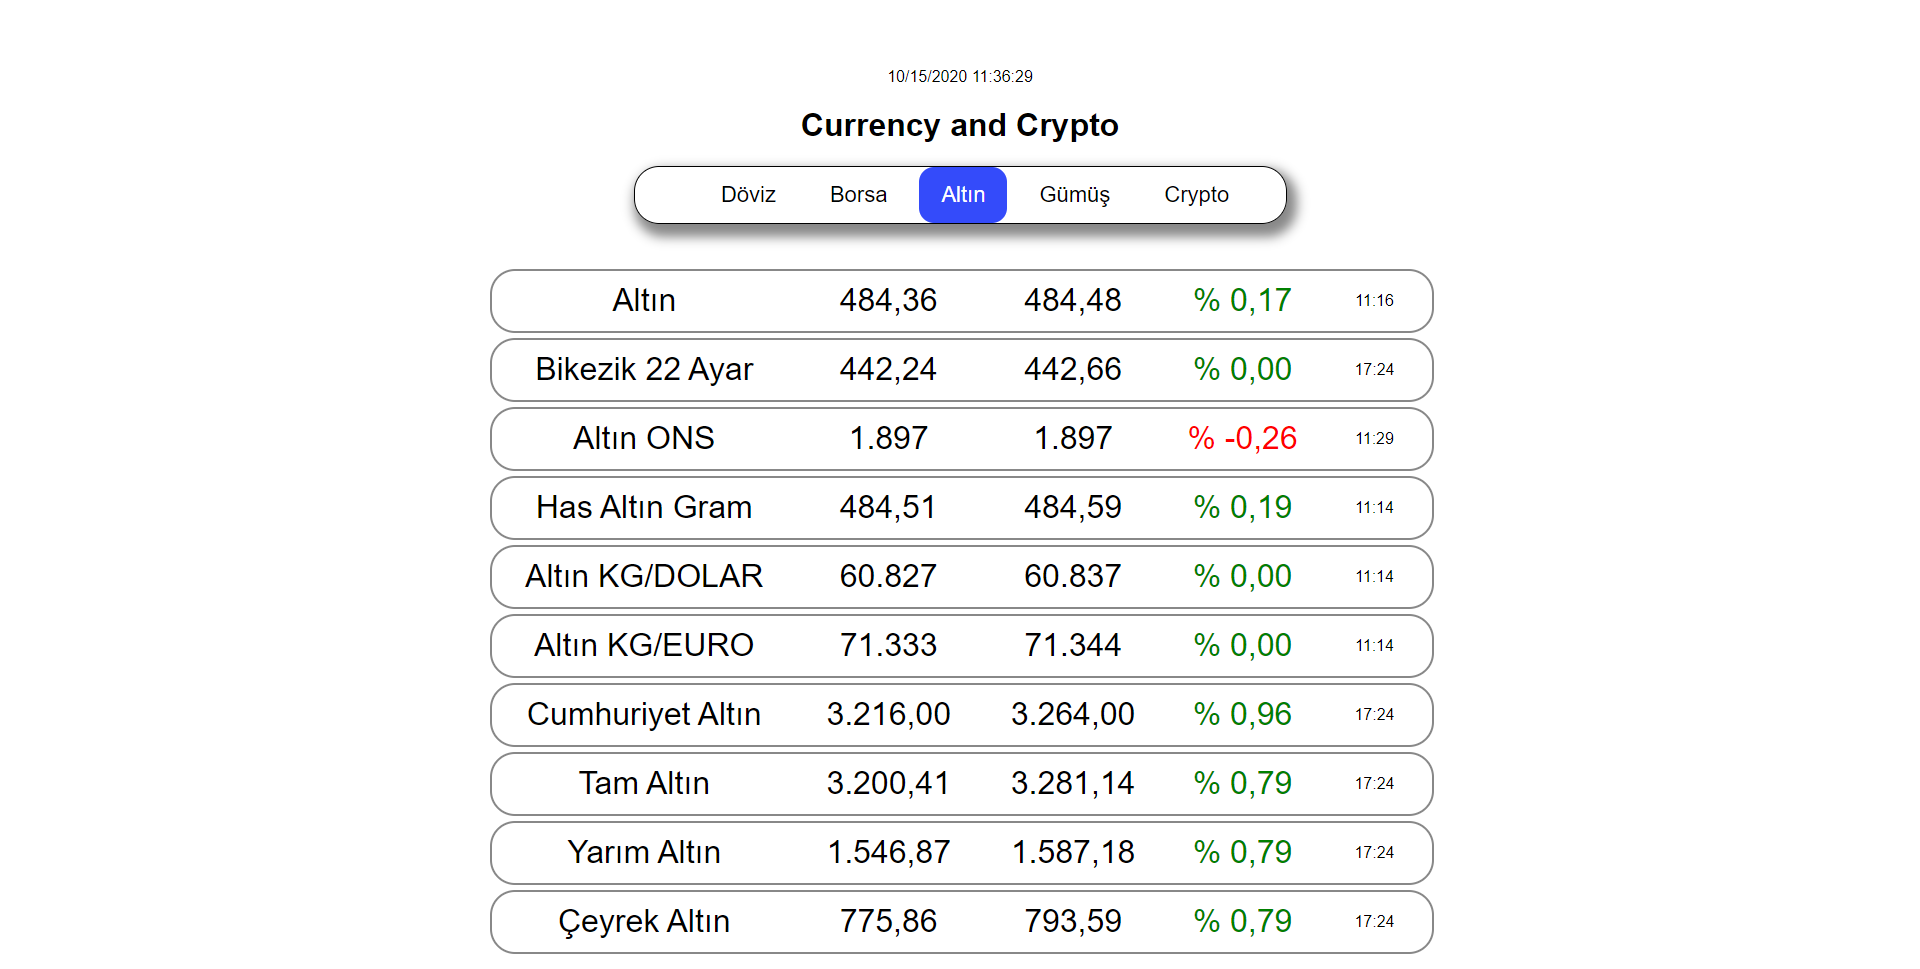 10/15/2020 11:36:29
Currency and Crypto
Döviz Borsa Altın Gümüş Crypto
Altın 484,36 484,48 % 0,17 11:16
Bikezik 22 Ayar 442,24 442,66 % 0,00 17:24
Altın ONS 1.897 1.897 % -0,26 11:29
Has Altın Gram 484,51 484,59 % 0,19 11:14
Altın KG/DOLAR 60.827 60.837 % 0,00 11:14
Altın KG/EURO 71.333 71.344 % 0,00 11:14
Cumhuriyet Altın 3.216,00 3.264,00 % 0,96 17:24
Tam Altın 3.200,41 3.281,14 % 0,79 17:24
Yarım Altın 1.546,87 1.587,18 % 0,79 17:24
Çeyrek Altın 775,86 793,59 % 0,79 17:24